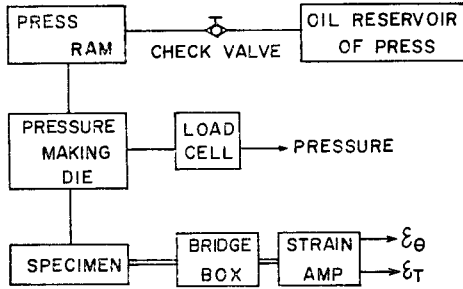 PRESS
RAM
CHECK VALVE
OIL RESERVOIR
OF PRESS
PRESSURE
MAKING
DIE
LOAD
CELL
PRESSURE
SPECIMEN
BRIDGE
BOX
STRAIN
AMP
εθ
εT